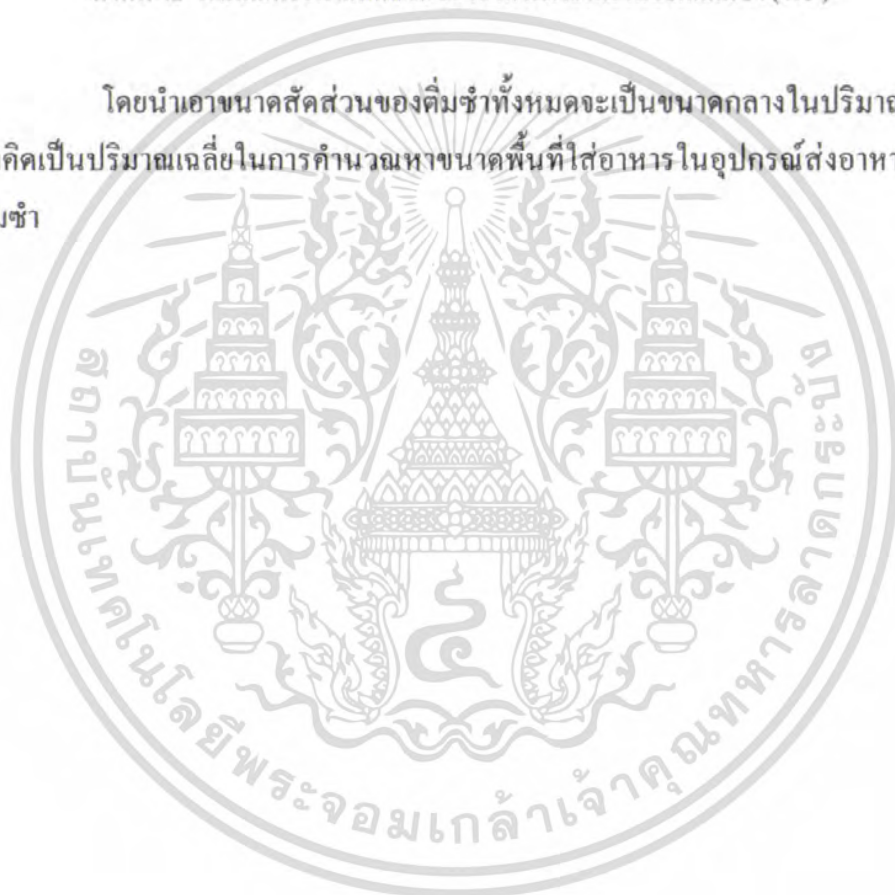 โดยนำเอาขนาดสัดส่วนของติ่มซำทั้งหมดจะเป็นขนาดกลางในปริมา
คิดเป็นปริมาณเฉลี่ยในการคำนวณหาขนาดพื้นที่ใส่อาหารในอุปกรณ์ส่งอาห
มซำ
สถาบันเทคโนโลยีพระจอมเกล้าเจ้าคุณทหารลาดกระบัง